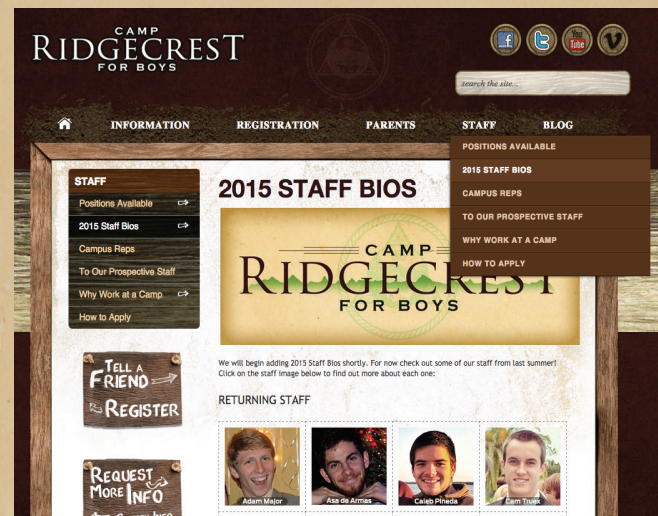 CAMP
RIDGECREST
FOR BOYS
You
Tube
search the site...
INFORMATION
REGISTRATION
PARENTS
STAFF
BLOG
POSITIONS AVAILABLE
2015 STAFF BIOS
CAMPUS REPS
TO OUR PROSPECTIVE STAFF
WHY WORK AT A CAMP
HOW TO APPLY
STAFF
Positions Available
2015 Staff Bios
Campus Reps
To Our Prospective Staff
Why Work at a Camp
How to Apply
TELL A
FRIEND
REGISTER
REQUEST
MORE INFO
2015 STAFF BIOS
CAMP
RIDGECREST
FOR BOYS
We will begin adding 2015 Staff Bios shortly. For now check out some of our staff from last summer!
Click on the staff image below to find out more about each one:
RETURNING STAFF
Adam Major
Asa de Armas
Caleb Pineda
Cam Truex